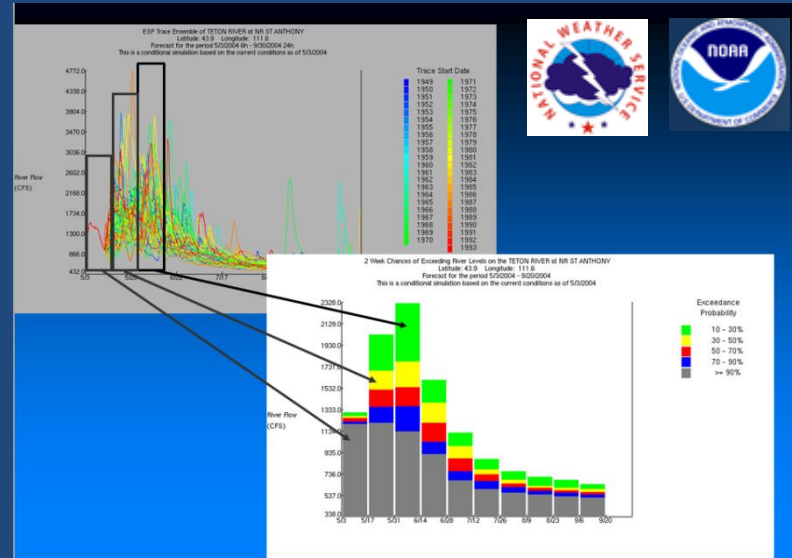 ESP Trace Ensemble of TETON RIVER at NR ST ANTHONY
Latitude: 43.9 Longitude: 111.6
Forecast for the period 5/3/2004 6h - 9/30/2004 24h
This is a conditional simulation based on the current conditions as of 5/3/2004
4772.0
4338.0
3904.0
3470.0
3036.0
2602.0
2168.0
1734.0
1300.0
866.0
432.0
River Flow
(CFS)
5/3
5/28
6/22
7/17
Trace Start Date
1949 1971
1950 1972
1951 1973
1952 1974
1953 1975
1954 1976
1955 1977
1956 1978
1957 1979
1958 1980
1959 1981
1960 1982
1961 1983
1962 1984
1963 1985
1964 1986
1965 1987
1966 1988
1967 1989
1968 1990
1969 1991
1970 1992
1993
NATIONAL WEATHER SERVICE
NATIONAL OCEANIC AND ATMOSPHERIC ADMINISTRATION
NOAA
U.S. DEPARTMENT OF COMMERCE
2 Week Chances of Exceeding River Levels on the TETON RIVER at NR ST ANTHONY
Latitude: 43.9 Longitude: 111.6
Forecast for the period 5/3/2004 - 9/20/2004
This is a conditional simulation based on the current conditions as of 5/3/2004
2328.0
2129.0
1930.0
1731.0
1532.0
1333.0
1134.0
935.0
736.0
537.0
338.0
River Flow
(CFS)
5/3 5/17 5/31 6/14 6/28 7/12 7/26 8/9 8/23 9/6 9/20
Exceedance
Probability
10 - 30%
30 - 50%
50 - 70%
70 - 90%
>= 90%